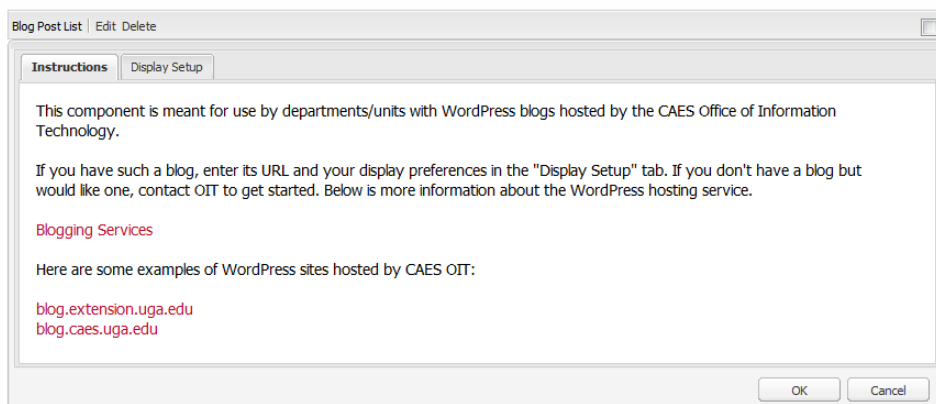 Blog Post List | Edit Delete
Instructions Display Setup
This component is meant for use by departments/units with WordPress blogs hosted by the CAES Office of Information
Technology.
If you have such a blog, enter its URL and your display preferences in the "Display Setup" tab. If you don't have a blog but
would like one, contact OIT to get started. Below is more information about the WordPress hosting service.
Blogging Services
Here are some examples of WordPress sites hosted by CAES OIT:
blog.extension.uga.edu
blog.caes.uga.edu
OK Cancel